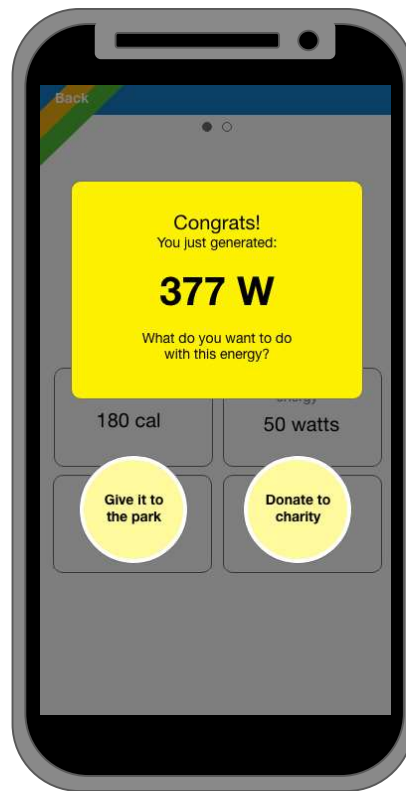 Back
Congrats!
You just generated:
377 W
What do you want to do
with this energy?
energy
180 cal
50 watts
Give it to
the park
Donate to
charity